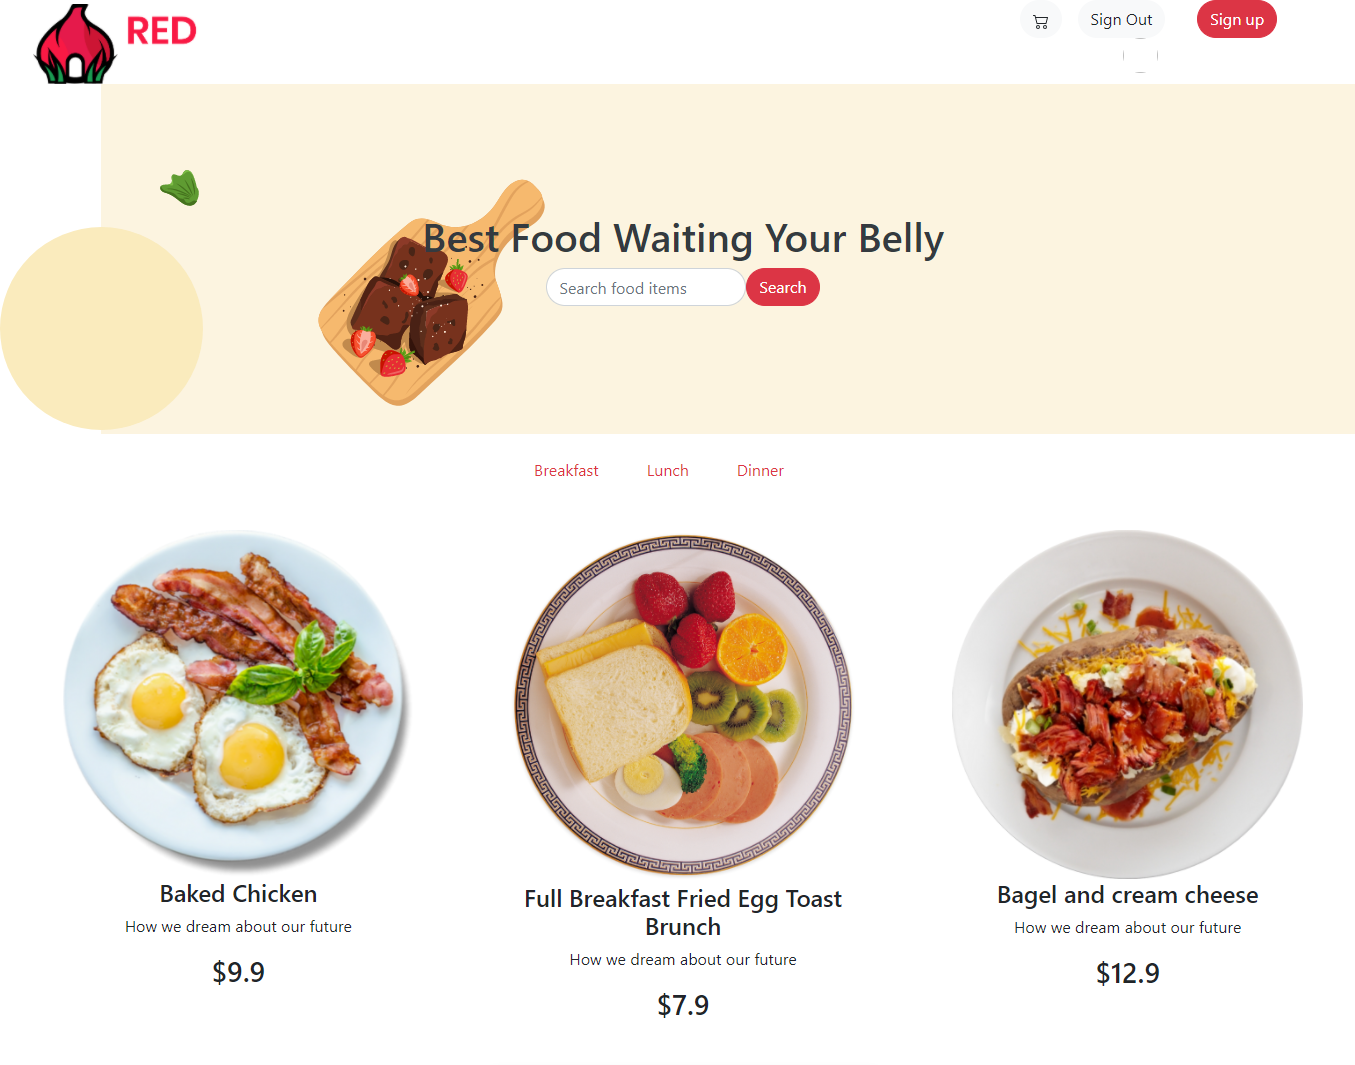 RED
Sign Out
Sign up
Best Food Waiting Your Belly
Search food items
Search
Breakfast
Lunch
Dinner
Baked Chicken
How we dream about our future
$9.9
Full Breakfast Fried Egg Toast
Brunch
How we dream about our future
$7.9
Bagel and cream cheese
How we dream about our future
$12.9